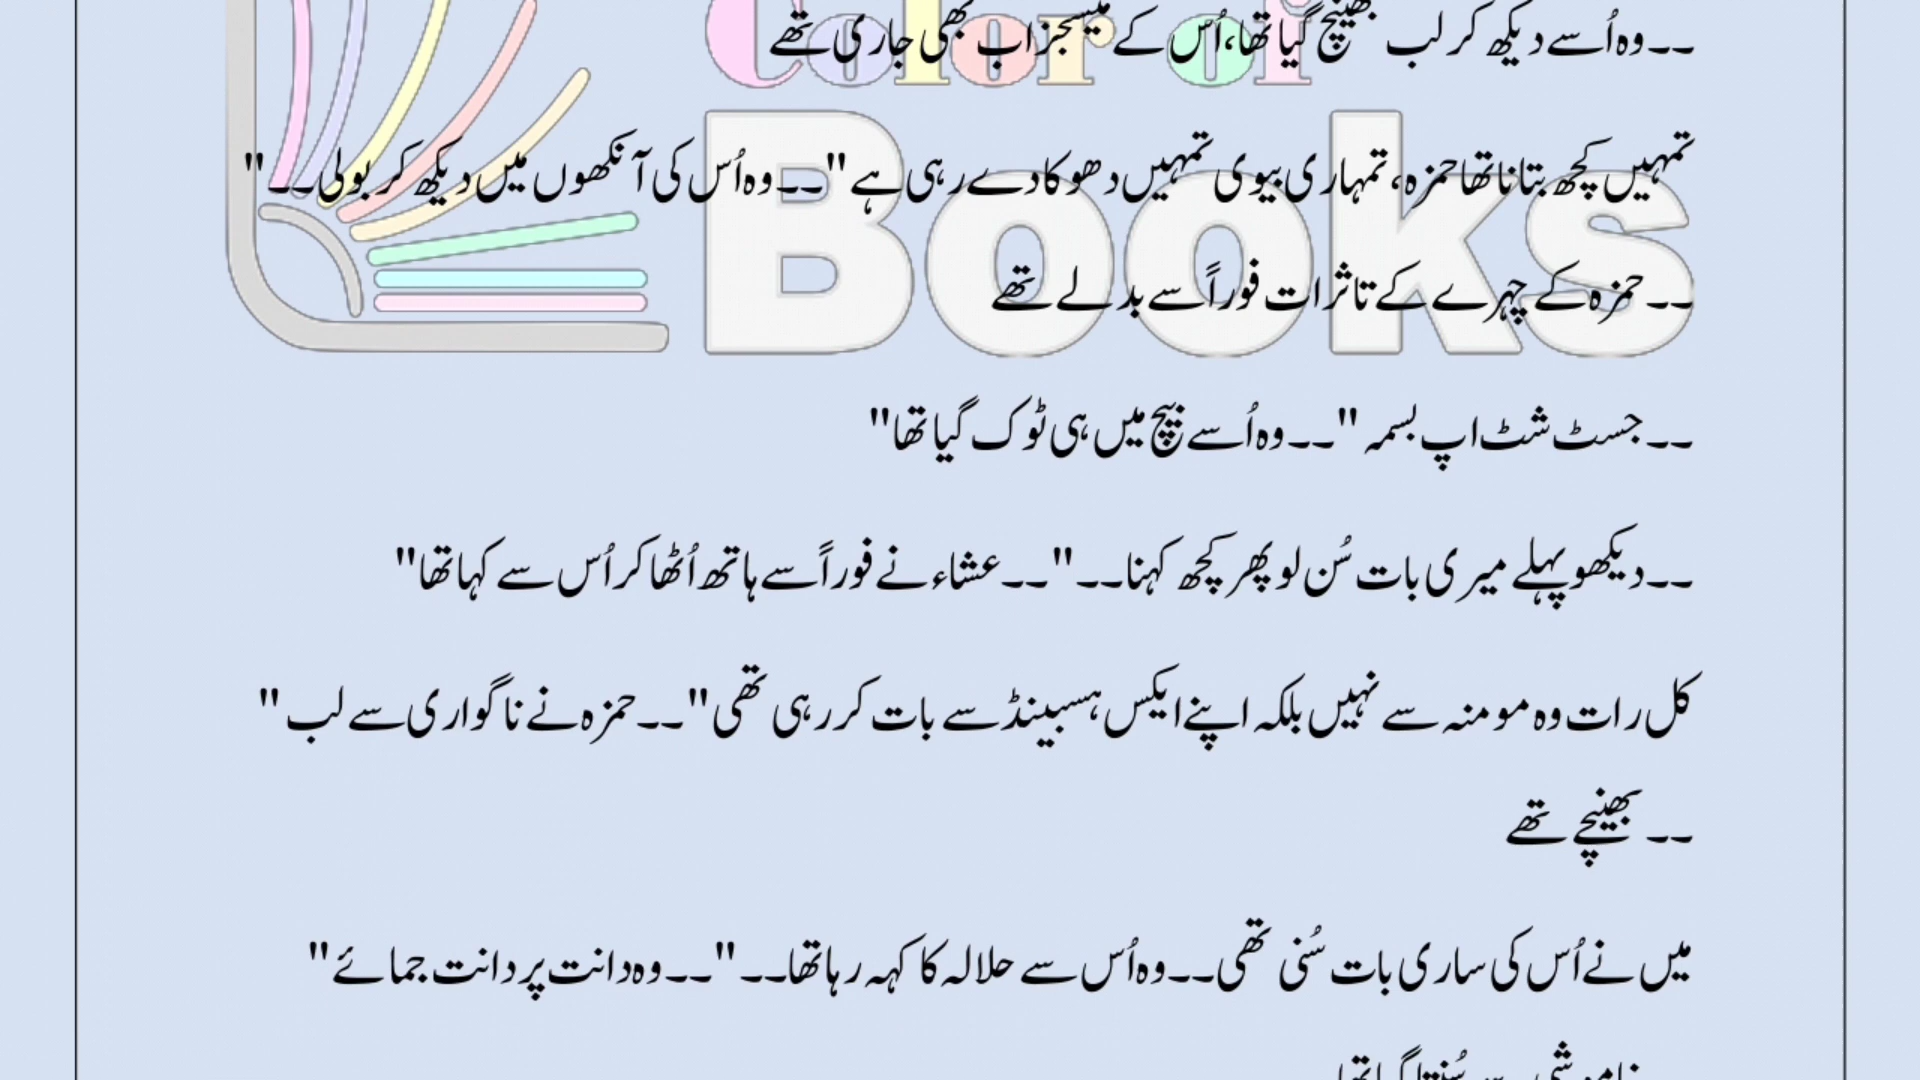 ۔۔وہ اُسے دیکھ کر لب بھینچ گیا تھا،اُس کے میسجز اب بھی جاری تھے
تمہیں کچھ بتانا تھا حمزہ،تمہاری بیوی تمہیں دھوکا دے رہی ہے"۔۔وہ اُس کی آنکھوں میں دیکھ کر بولی۔۔"
۔۔حمزہ کے چہرے کے تاثرات فوراً سے بدلے تھے
۔۔جسٹ شٹ اپ بسمہ"۔۔وہ اُسے بیچ میں ہی ٹوک گیا تھا"
۔۔دیکھو پہلے میری بات سُن لو پھر کچھ کہنا۔۔"۔۔عشاء نے فوراً سے ہاتھ اُٹھا کر اُس سے کہا تھا"
کل رات وہ مومنہ سے نہیں بلکہ اپنے ایکس ہسبینڈ سے بات کر رہی تھی"۔۔حمزہ نے ناگواری سے لب"
۔۔بھینچے تھے
میں نے اُس کی ساری بات سُنی تھی۔۔وہ اُس سے حلالہ کا کہہ رہا تھا۔۔"۔۔وہ دانت پر دانت جمائے"
Color of
Books